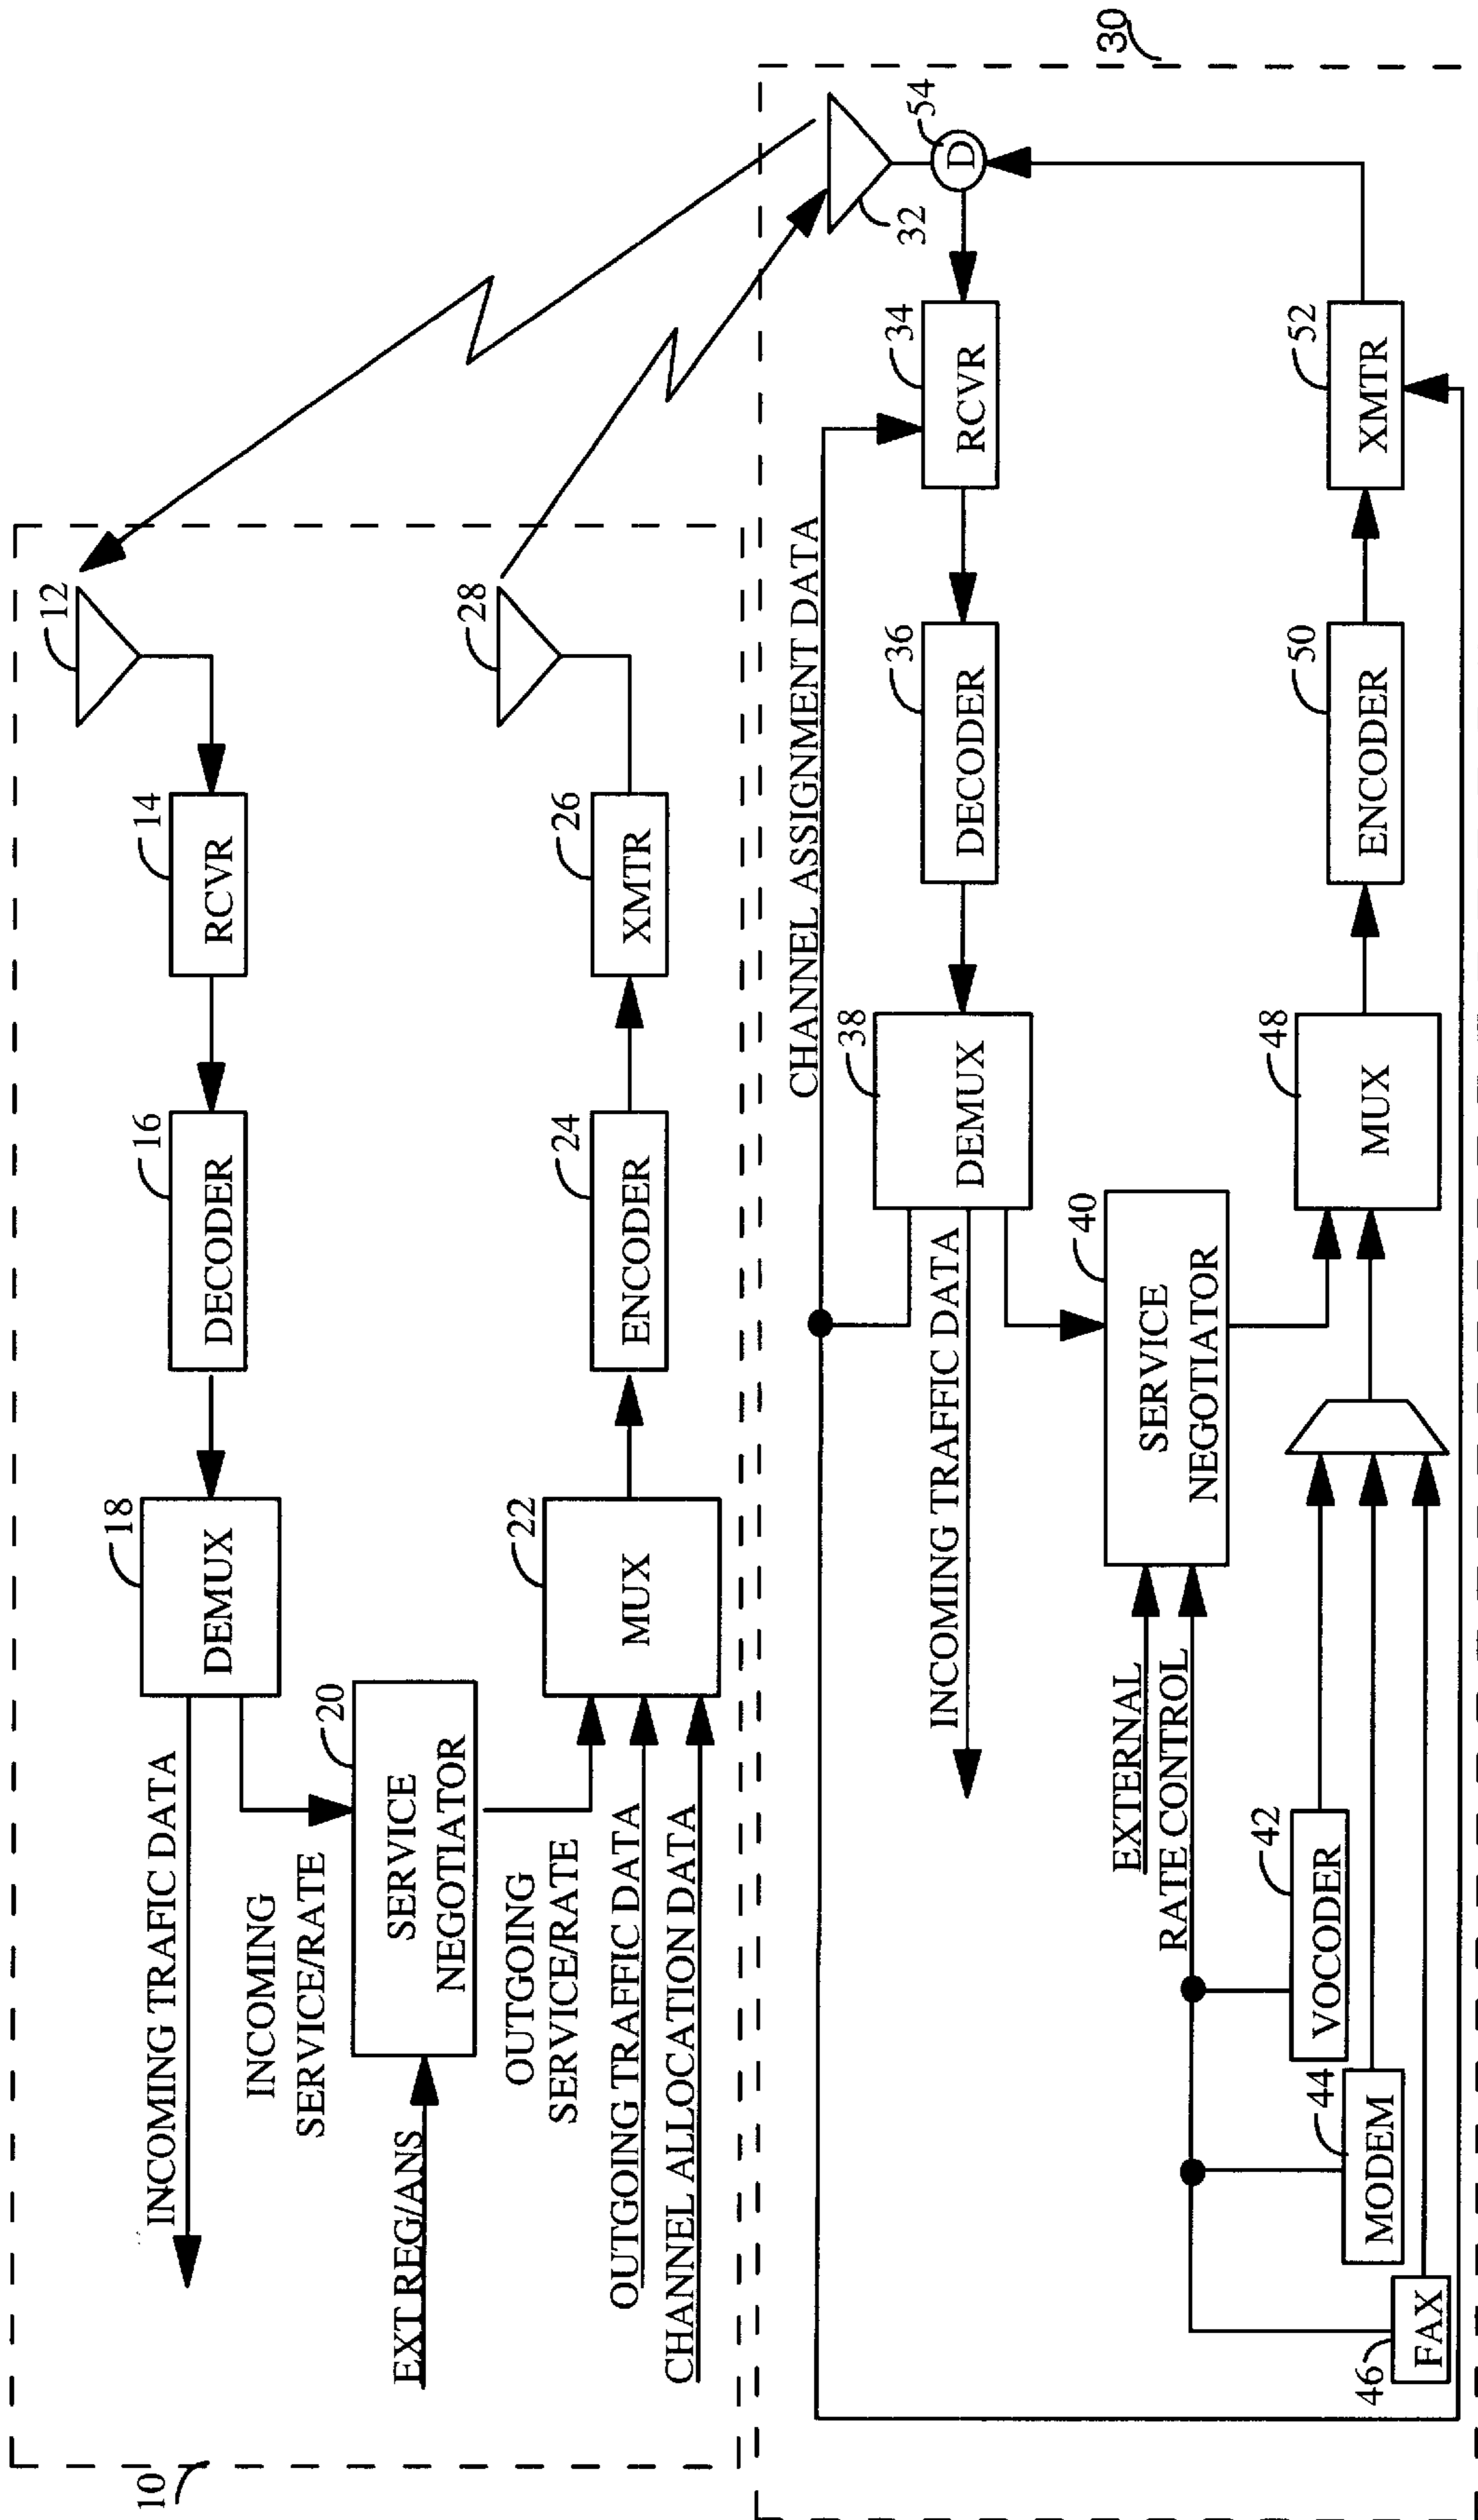 10
12
INCOMING TRAFFIC DATA
18
DEMUX
16
DECODER
14
RCVR
INCOMING
SERVICE/RATE
20
SERVICE
NEGOTIATOR
EXT REG/ANS
OUTGOING
SERVICE/RATE
OUTGOING TRAFFIC DATA
CHANNEL ALLOCATION DATA
22
MUX
24
ENCODER
26
XMTR
28
30
CHANNEL ASSIGNMENT DATA
32
54
D
34
RCVR
36
DECODER
38
DEMUX
INCOMING TRAFFIC DATA
40
SERVICE
NEGOTIATOR
EXTERNAL
RATE CONTROL
42
VOCODER
44
MODEM
46
FAX
48
MUX
50
ENCODER
52
XMTR